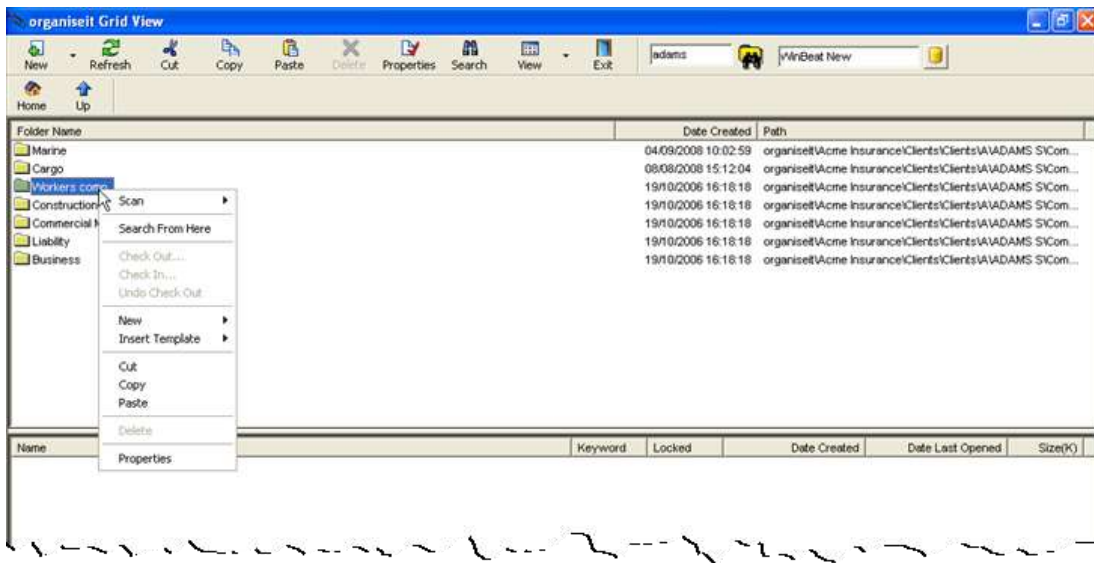 organiseit Grid View
New Refresh Cut Copy Paste Delete Properties Search View Exit adams WinBeat New
Home Up
Folder Name Date Created Path
Marine 04/09/2008 10:02:59 organiseit\Acme Insurance\Clients\Clients\A\ADAMS S\Com...
Cargo 08/08/2008 15:12:04 organiseit\Acme Insurance\Clients\Clients\A\ADAMS S\Com...
Workers comp 19/10/2006 16:18:18 organiseit\Acme Insurance\Clients\Clients\A\ADAMS S\Com...
Construction 19/10/2006 16:18:18 organiseit\Acme Insurance\Clients\Clients\A\ADAMS S\Com...
Commercial M 19/10/2006 16:18:18 organiseit\Acme Insurance\Clients\Clients\A\ADAMS S\Com...
Liability 19/10/2006 16:18:18 organiseit\Acme Insurance\Clients\Clients\A\ADAMS S\Com...
Business 19/10/2006 16:18:18 organiseit\Acme Insurance\Clients\Clients\A\ADAMS S\Com...
Scan
Search From Here
Check Out...
Check In...
Undo Check Out
New
Insert Template
Cut
Copy
Paste
Delete
Properties
Name Keyword Locked Date Created Date Last Opened Size(K)